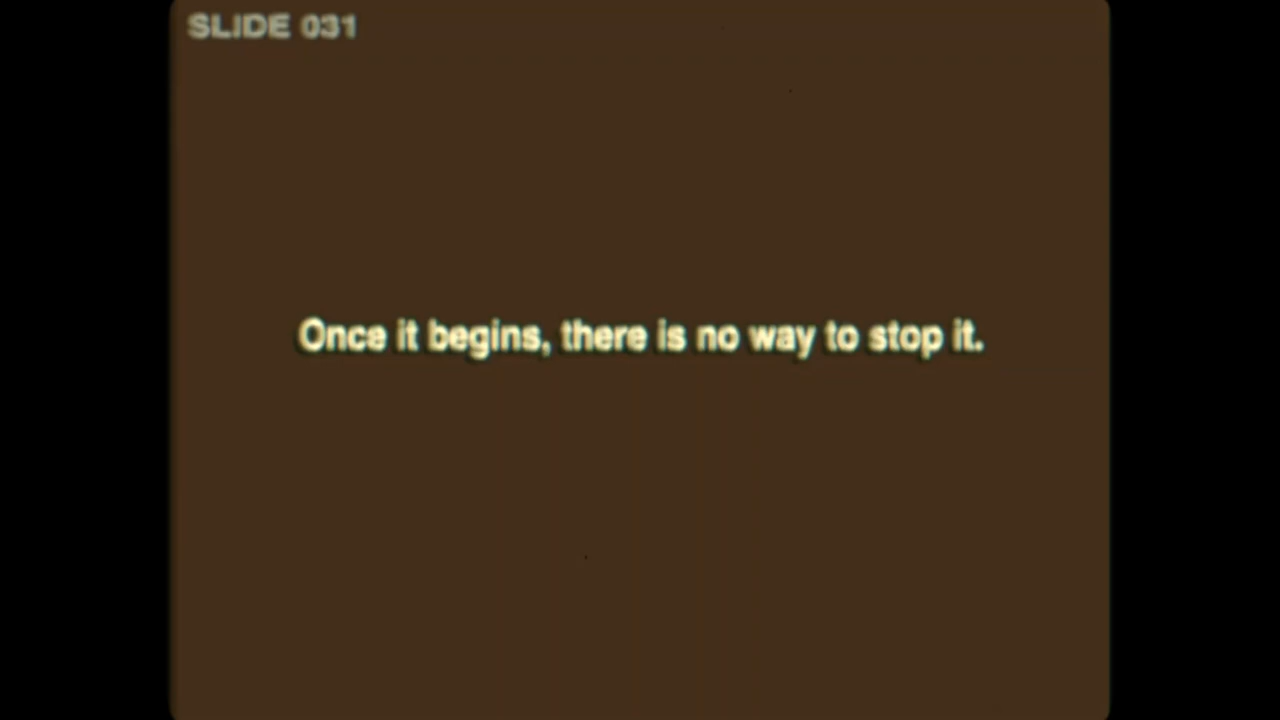 SLIDE 031
Once it begins, there is no way to stop it.